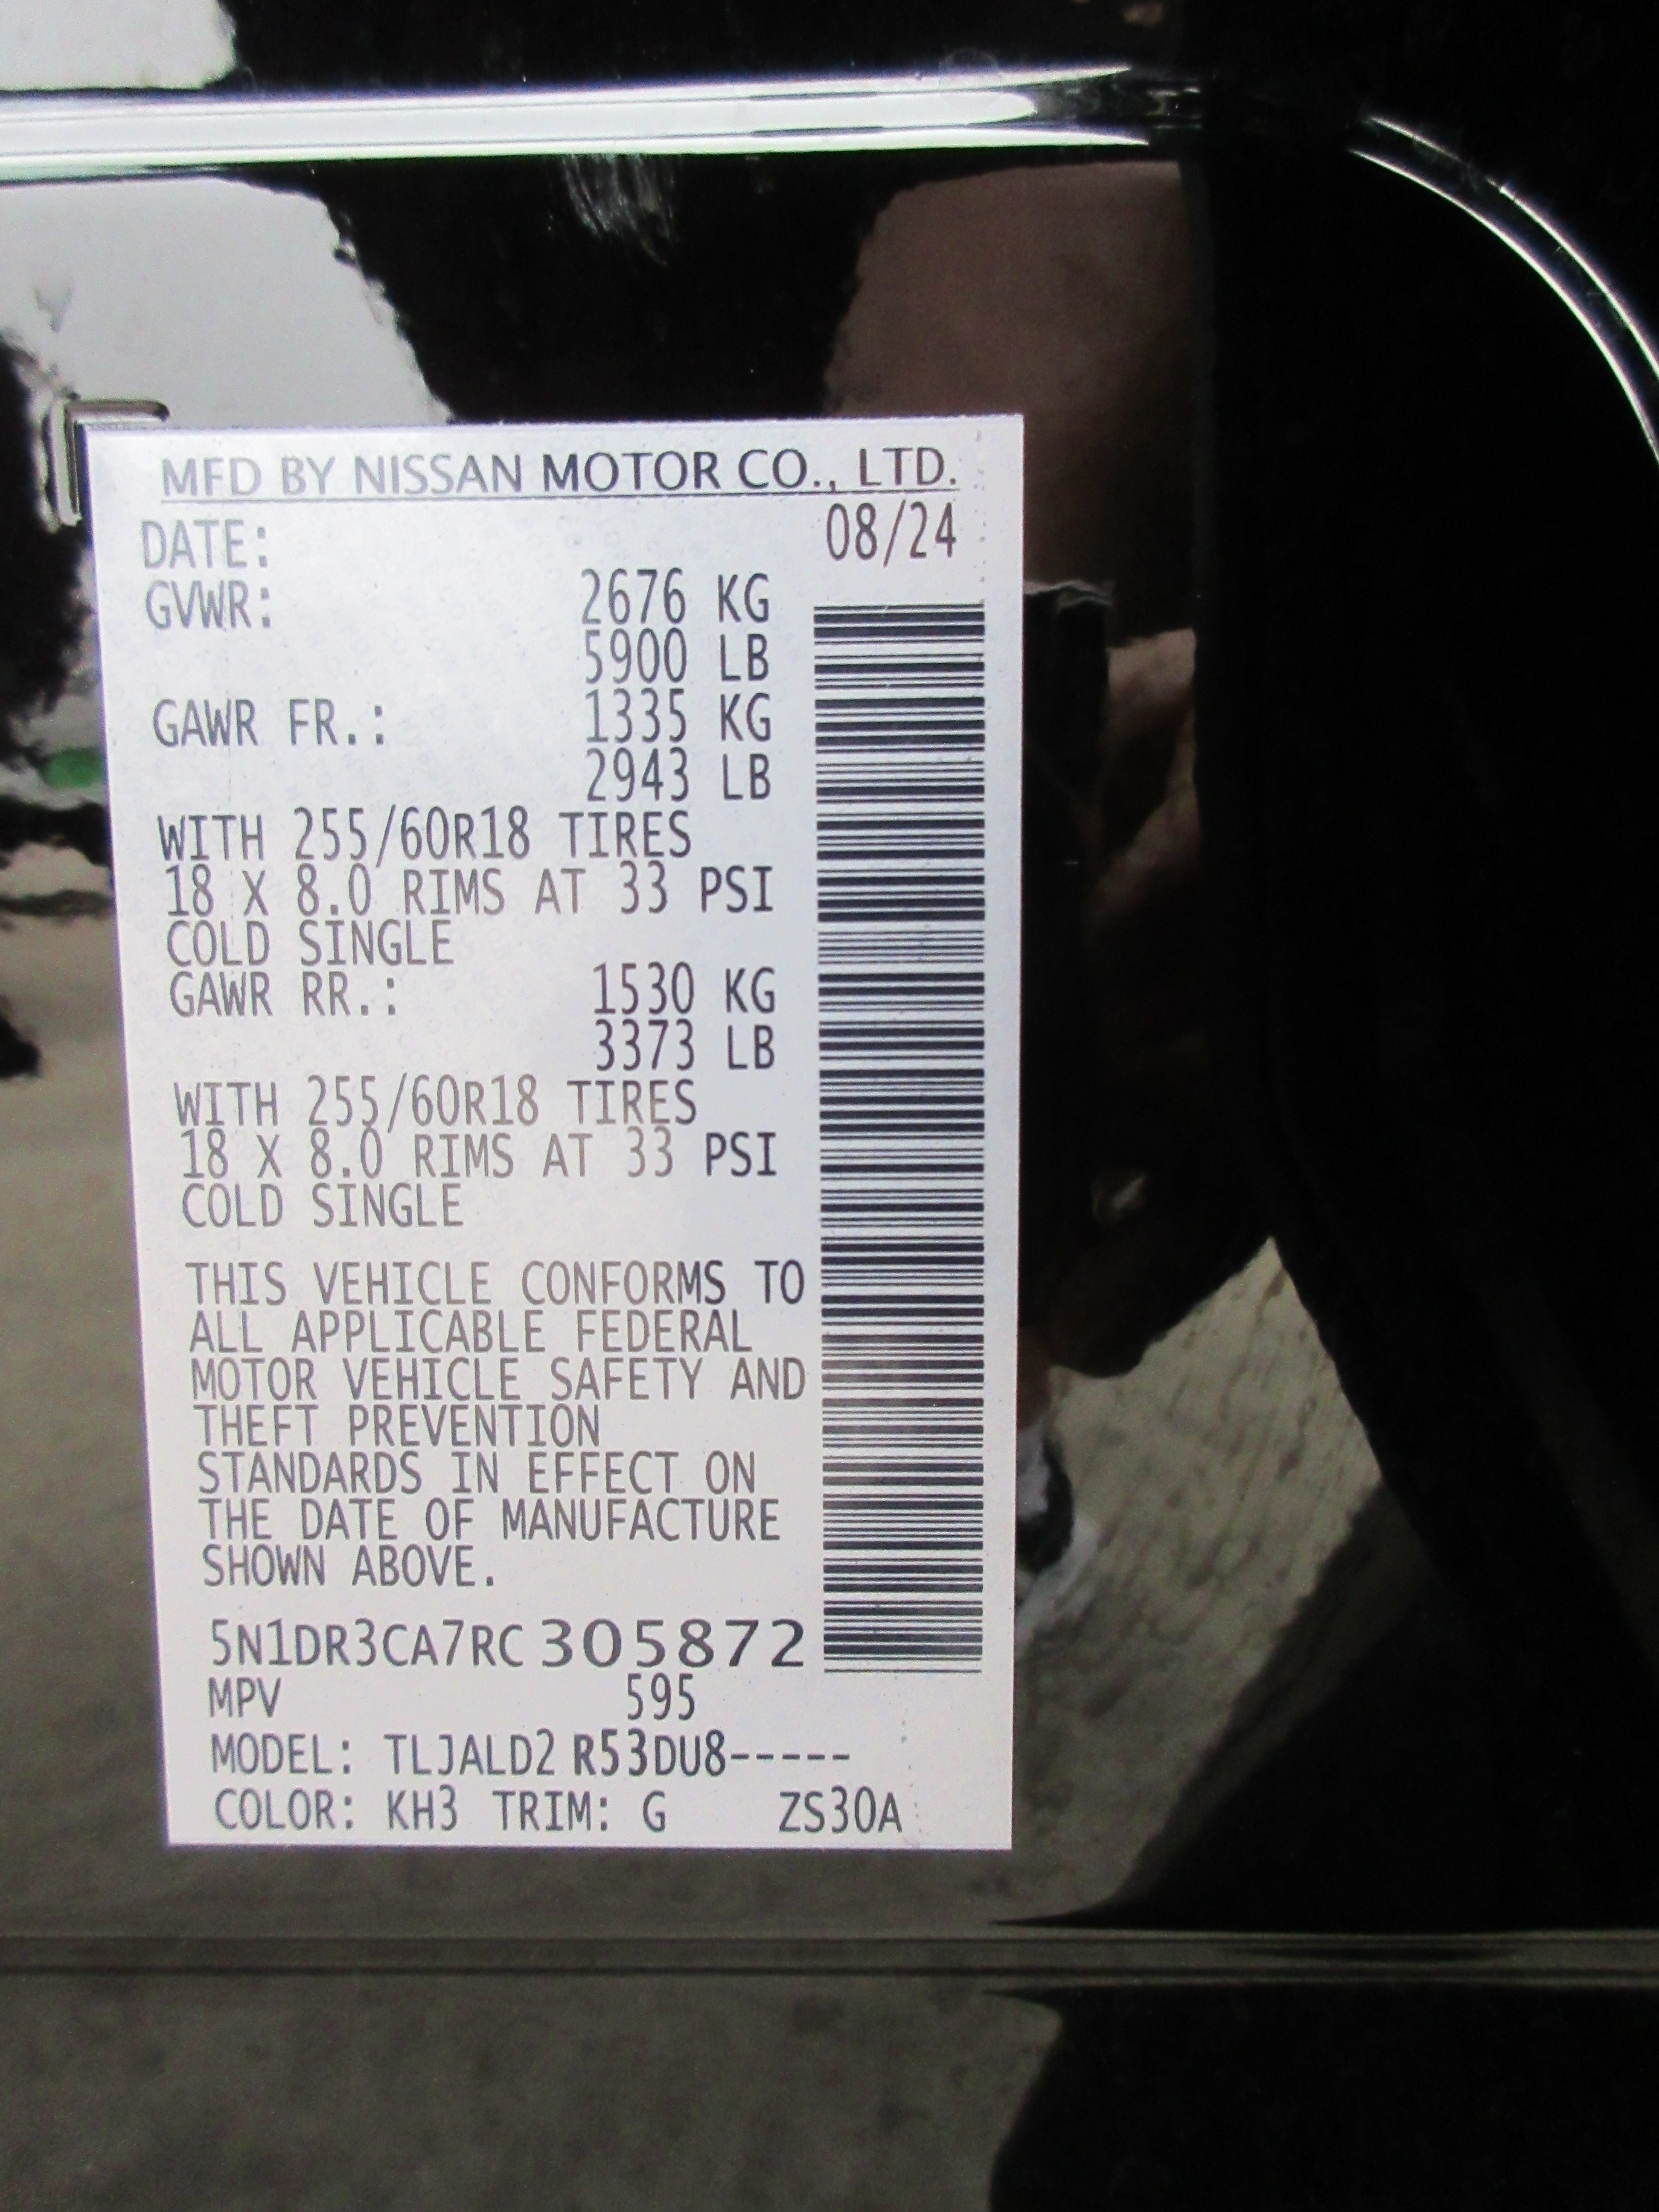 MFD BY NISSAN MOTOR CO., LTD.
DATE: 08/24
GVWR: 2676 KG
5900 LB
GAWR FR.: 1335 KG
2943 LB
WITH 255/60R18 TIRES
18 X 8.0 RIMS AT 33 PSI
COLD SINGLE
GAWR RR.: 1530 KG
3373 LB
WITH 255/60R18 TIRES
18 X 8.0 RIMS AT 33 PSI
COLD SINGLE
THIS VEHICLE CONFORMS TO
ALL APPLICABLE FEDERAL
MOTOR VEHICLE SAFETY AND
THEFT PREVENTION
STANDARDS IN EFFECT ON
THE DATE OF MANUFACTURE
SHOWN ABOVE.
5N1DR3CA7RC305872
MPV 595
MODEL: TLJALD2 R53DU8-----
COLOR: KH3 TRIM: G ZS30A